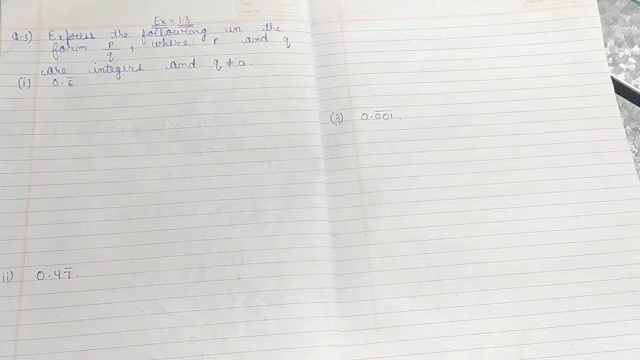 Ex = 1.3
Q-1) Express the following in the
form p/q, where p and q
are integers and q ≠ 0.
(i) 0.6̅
(3) 0.0̅0̅1̅.
ii) 0.47̅.